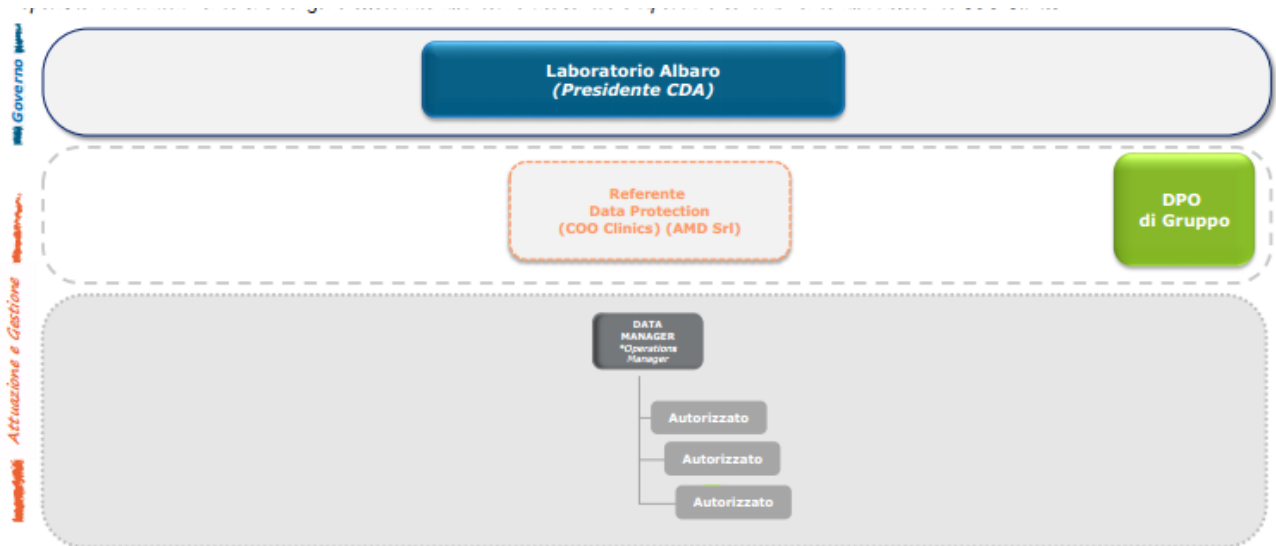 Governo
Laboratorio Albaro
(Presidente CDA)
Referente
Data Protection
(COO Clinics) (AMD Srl)
DPO
di Gruppo
Attuazione e Gestione
DATA
MANAGER
*Operations
Manager
Autorizzato
Autorizzato
Autorizzato